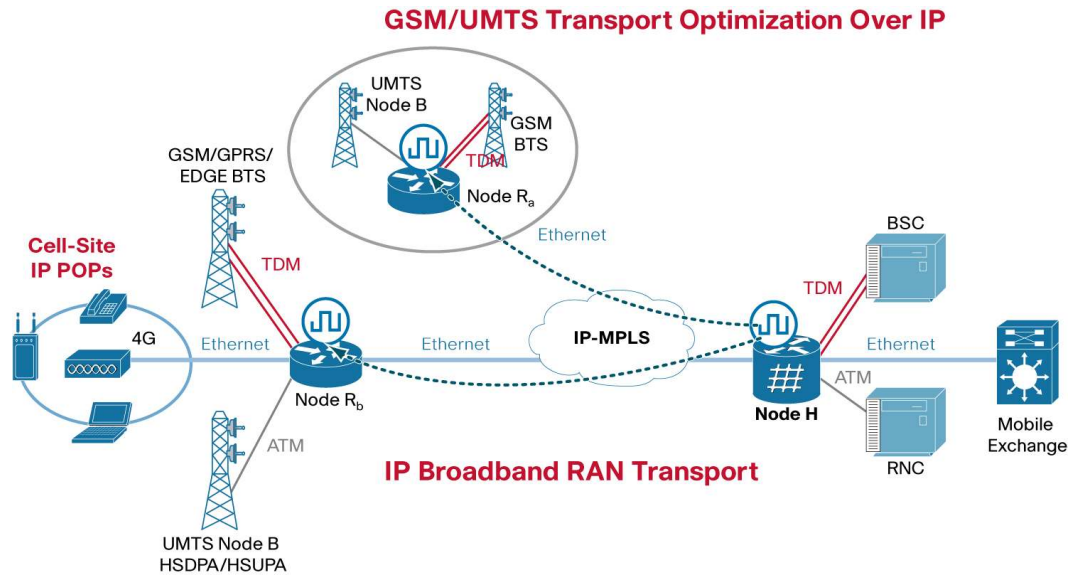 GSM/UMTS Transport Optimization Over IP
UMTS
Node B
GSM
BTS
TDM
Node Ra
GSM/GPRS/
EDGE BTS
Ethernet
BSC
Cell-Site
IP POPs
TDM
TDM
4G
Ethernet
Ethernet
IP-MPLS
Ethernet
Node Rb
ATM
Node H
ATM
Mobile
Exchange
RNC
IP Broadband RAN Transport
UMTS Node B
HSDPA/HSUPA